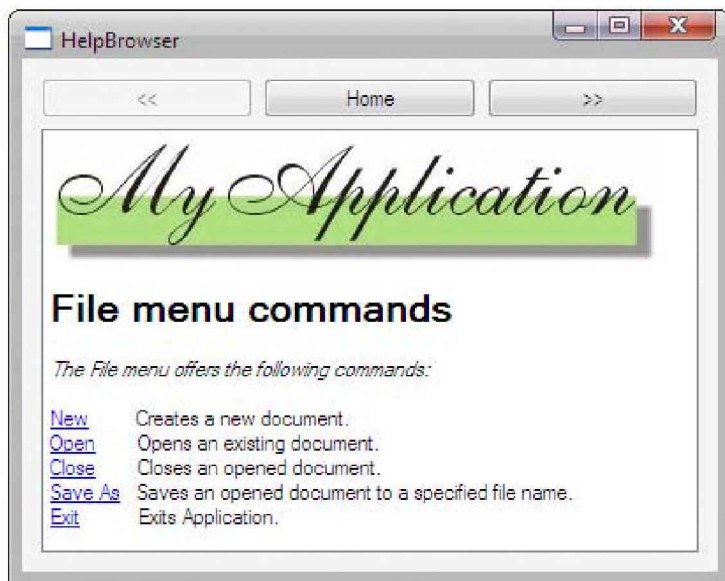 HelpBrowser
<< Home >>
My Application
File menu commands
The File menu offers the following commands:
New Creates a new document.
Open Opens an existing document.
Close Closes an opened document.
Save As Saves an opened document to a specified file name.
Exit Exits Application.